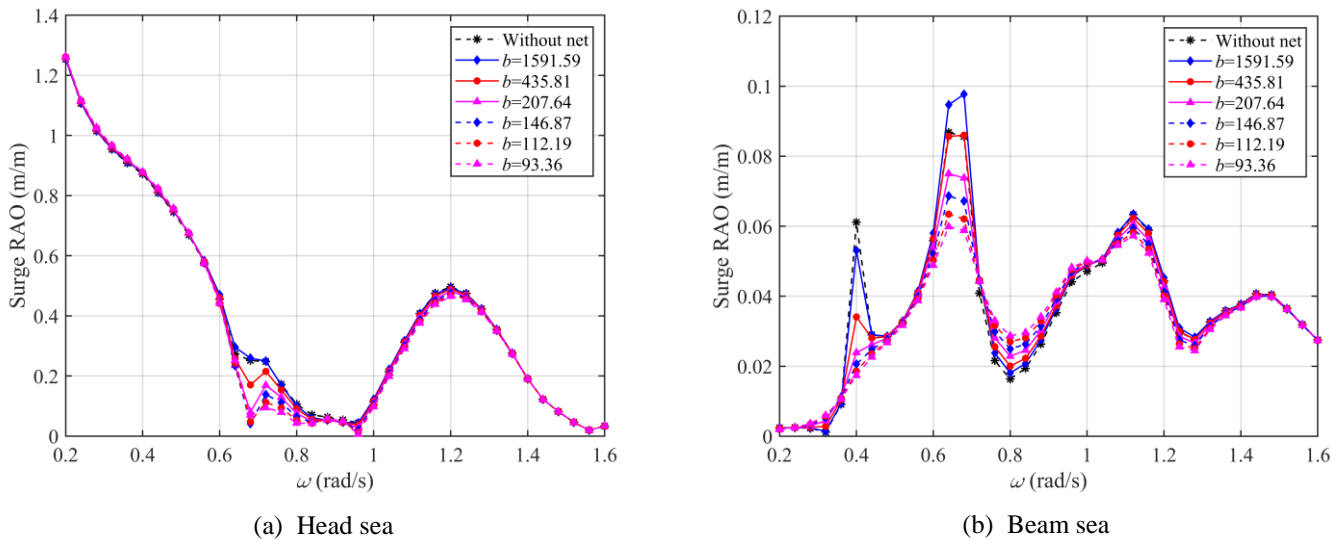 1.4
1.2
1
0.8
0.6
0.4
0.2
0
Surge RAO (m/m)
Without net
b=1591.59
b=435.81
b=207.64
b=146.87
b=112.19
b=93.36
0.2 0.4 0.6 0.8 1.0 1.2 1.4 1.6
ω (rad/s)
(a) Head sea
0.12
0.1
0.08
0.06
0.04
0.02
0
Surge RAO (m/m)
Without net
b=1591.59
b=435.81
b=207.64
b=146.87
b=112.19
b=93.36
0.2 0.4 0.6 0.8 1 1.2 1.4 1.6
ω (rad/s)
(b) Beam sea